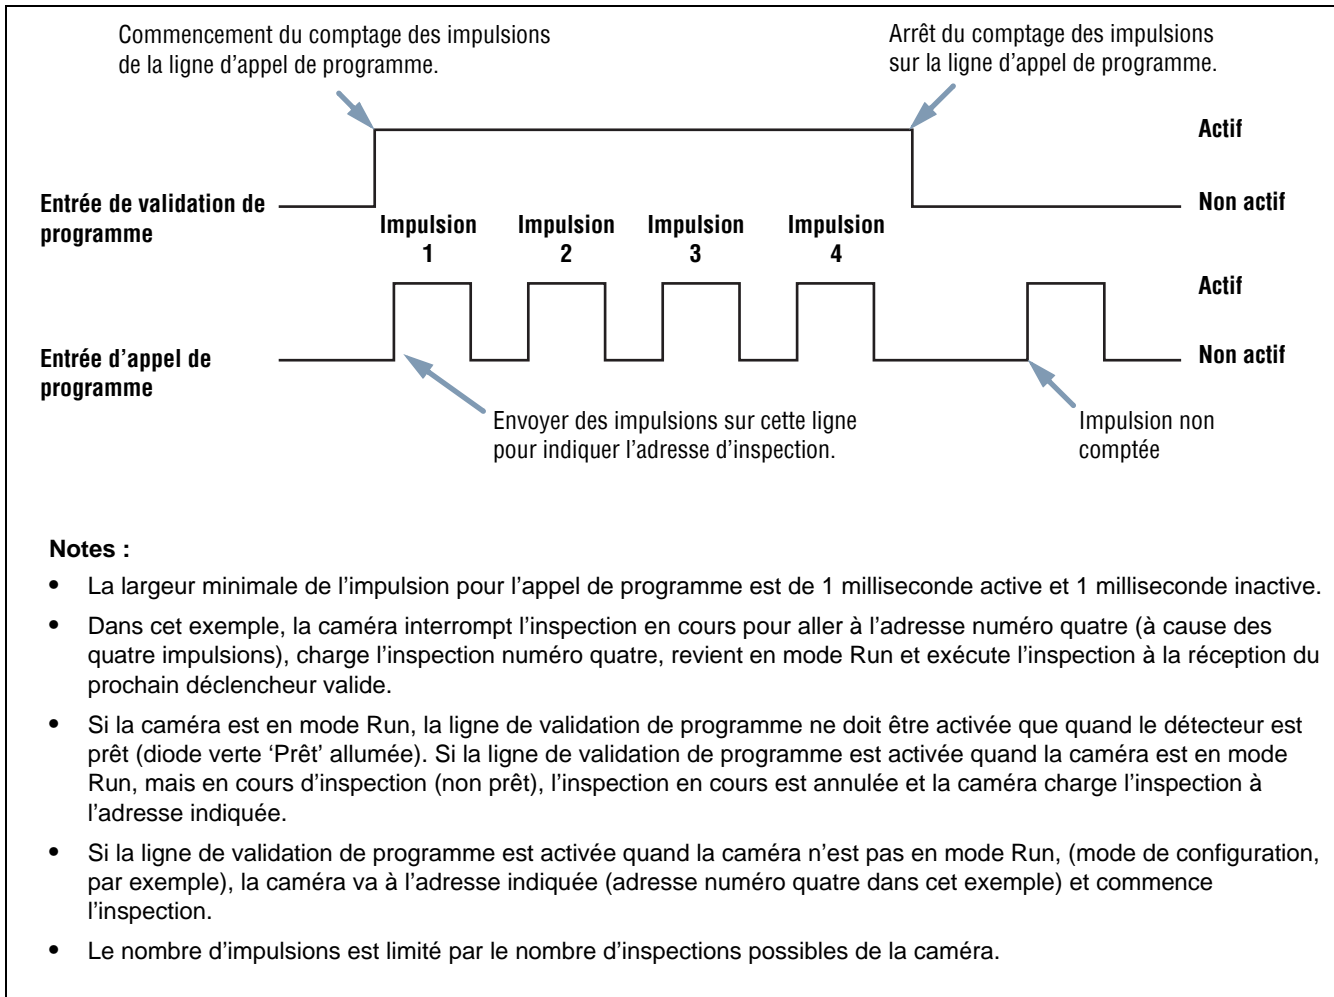 Commencement du comptage des impulsions
de la ligne d'appel de programme.
Arrêt du comptage des impulsions
sur la ligne d'appel de programme.
Actif
Entrée de validation de
programme
Non actif
Impulsion
1
Impulsion
2
Impulsion
3
Impulsion
4
Actif
Entrée d'appel de
programme
Non actif
Envoyer des impulsions sur cette ligne
pour indiquer l'adresse d'inspection.
Impulsion non
comptée
Notes :
• La largeur minimale de l'impulsion pour l'appel de programme est de 1 milliseconde active et 1 milliseconde inactive.
• Dans cet exemple, la caméra interrompt l'inspection en cours pour aller à l'adresse numéro quatre (à cause des
quatre impulsions), charge l'inspection numéro quatre, revient en mode Run et exécute l'inspection à la réception du
prochain déclencheur valide.
• Si la caméra est en mode Run, la ligne de validation de programme ne doit être activée que quand le détecteur est
prêt (diode verte 'Prêt' allumée). Si la ligne de validation de programme est activée quand la caméra est en mode
Run, mais en cours d'inspection (non prêt), l'inspection en cours est annulée et la caméra charge l'inspection à
l'adresse indiquée.
• Si la ligne de validation de programme est activée quand la caméra n'est pas en mode Run, (mode de configuration,
par exemple), la caméra va à l'adresse indiquée (adresse numéro quatre dans cet exemple) et commence
l'inspection.
• Le nombre d'impulsions est limité par le nombre d'inspections possibles de la caméra.